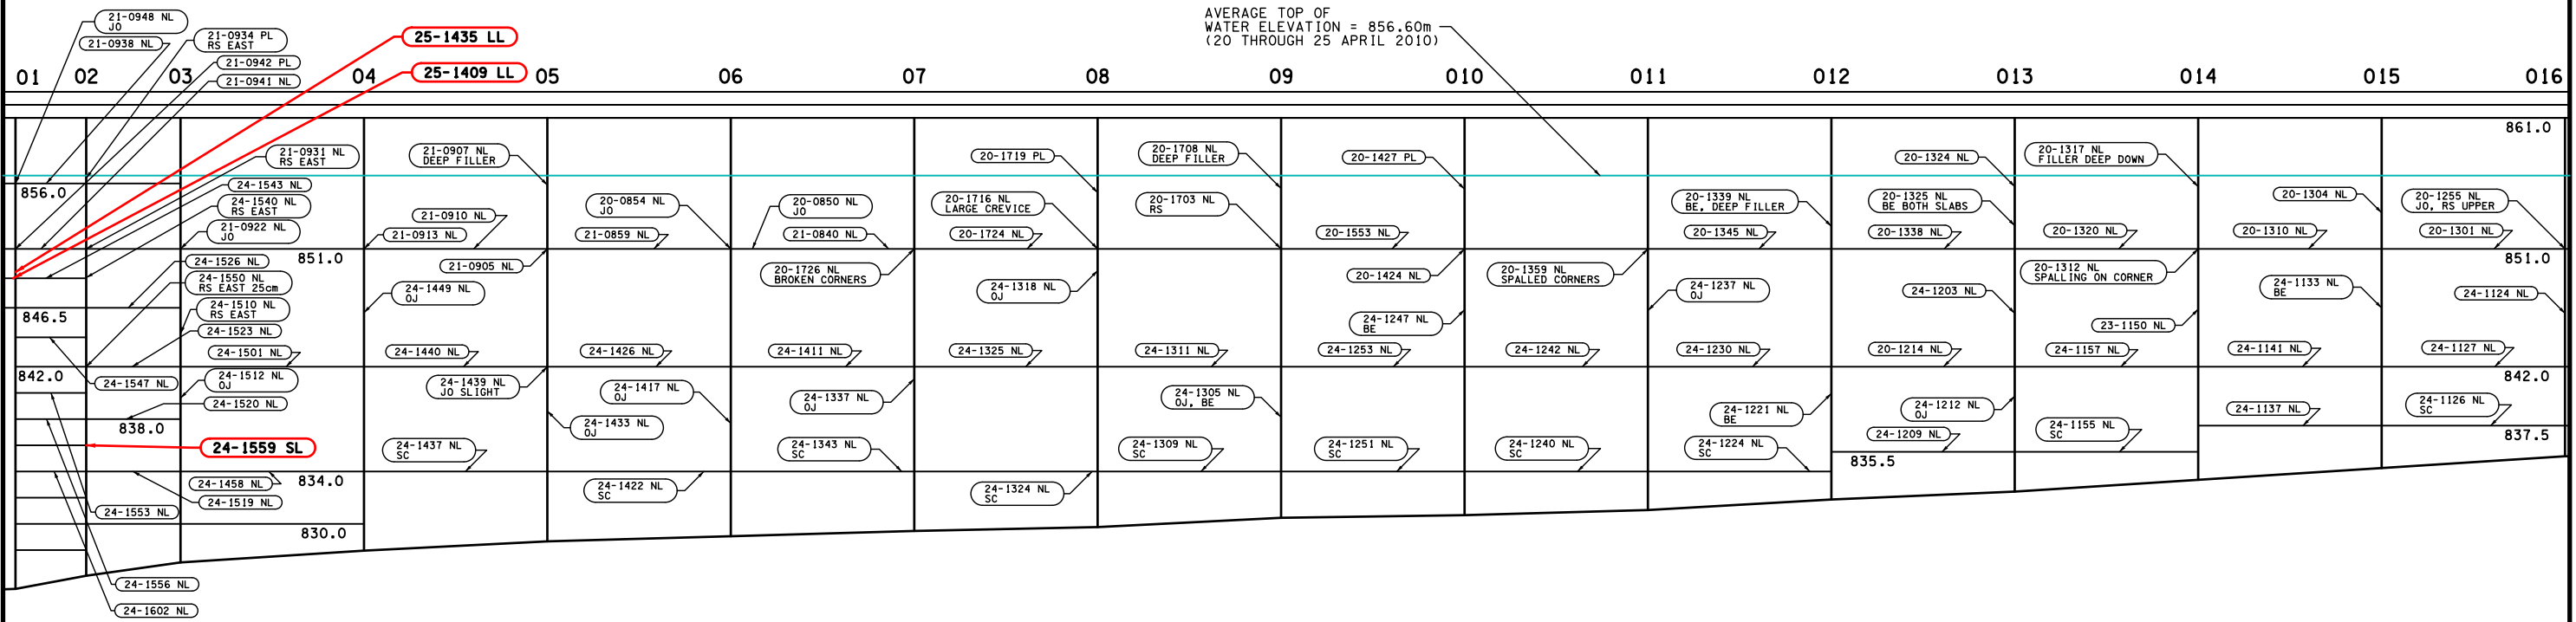 AVERAGE TOP OF
WATER ELEVATION = 856.60m
(20 THROUGH 25 APRIL 2010)
21-0948 NL
JO
21-0938 NL
21-0934 PL
RS EAST
21-0942 PL
21-0941 NL
25-1435 LL
25-1409 LL
01 02 03 04 05 06 07 08 09 010 011 012 013 014 015 016
861.0
856.0
21-0931 NL
RS EAST
24-1543 NL
24-1540 NL
RS EAST
21-0922 NL
JO
21-0907 NL
DEEP FILLER
21-0910 NL
21-0913 NL
20-0854 NL
JO
21-0859 NL
20-0850 NL
JO
21-0840 NL
20-1719 PL
20-1716 NL
LARGE CREVICE
20-1724 NL
20-1708 NL
DEEP FILLER
20-1703 NL
RS
20-1427 PL
20-1553 NL
20-1339 NL
BE, DEEP FILLER
20-1345 NL
20-1324 NL
20-1325 NL
BE BOTH SLABS
20-1338 NL
20-1317 NL
FILLER DEEP DOWN
20-1320 NL
20-1304 NL
20-1310 NL
20-1255 NL
JO, RS UPPER
20-1301 NL
851.0
851.0
24-1526 NL
24-1550 NL
RS EAST 25cm
24-1510 NL
RS EAST
24-1523 NL
24-1501 NL
846.5
21-0905 NL
24-1449 NL
OJ
24-1440 NL
24-1426 NL
20-1726 NL
BROKEN CORNERS
24-1411 NL
24-1318 NL
OJ
24-1325 NL
24-1311 NL
20-1424 NL
24-1247 NL
BE
24-1253 NL
20-1359 NL
SPALLED CORNERS
24-1242 NL
24-1237 NL
OJ
24-1230 NL
24-1203 NL
20-1214 NL
20-1312 NL
SPALLING ON CORNER
23-1150 NL
24-1157 NL
24-1133 NL
BE
24-1141 NL
24-1124 NL
24-1127 NL
842.0
842.0
24-1547 NL
24-1512 NL
OJ
24-1520 NL
838.0
24-1559 SL
24-1439 NL
JO SLIGHT
24-1433 NL
OJ
24-1437 NL
SC
24-1417 NL
OJ
24-1337 NL
OJ
24-1343 NL
SC
24-1305 NL
OJ, BE
24-1309 NL
SC
24-1251 NL
SC
24-1240 NL
SC
24-1221 NL
BE
24-1224 NL
SC
24-1212 NL
OJ
24-1209 NL
24-1155 NL
SC
24-1137 NL
24-1126 NL
SC
837.5
835.5
24-1458 NL
834.0
24-1519 NL
24-1553 NL
24-1422 NL
SC
24-1324 NL
SC
830.0
24-1556 NL
24-1602 NL